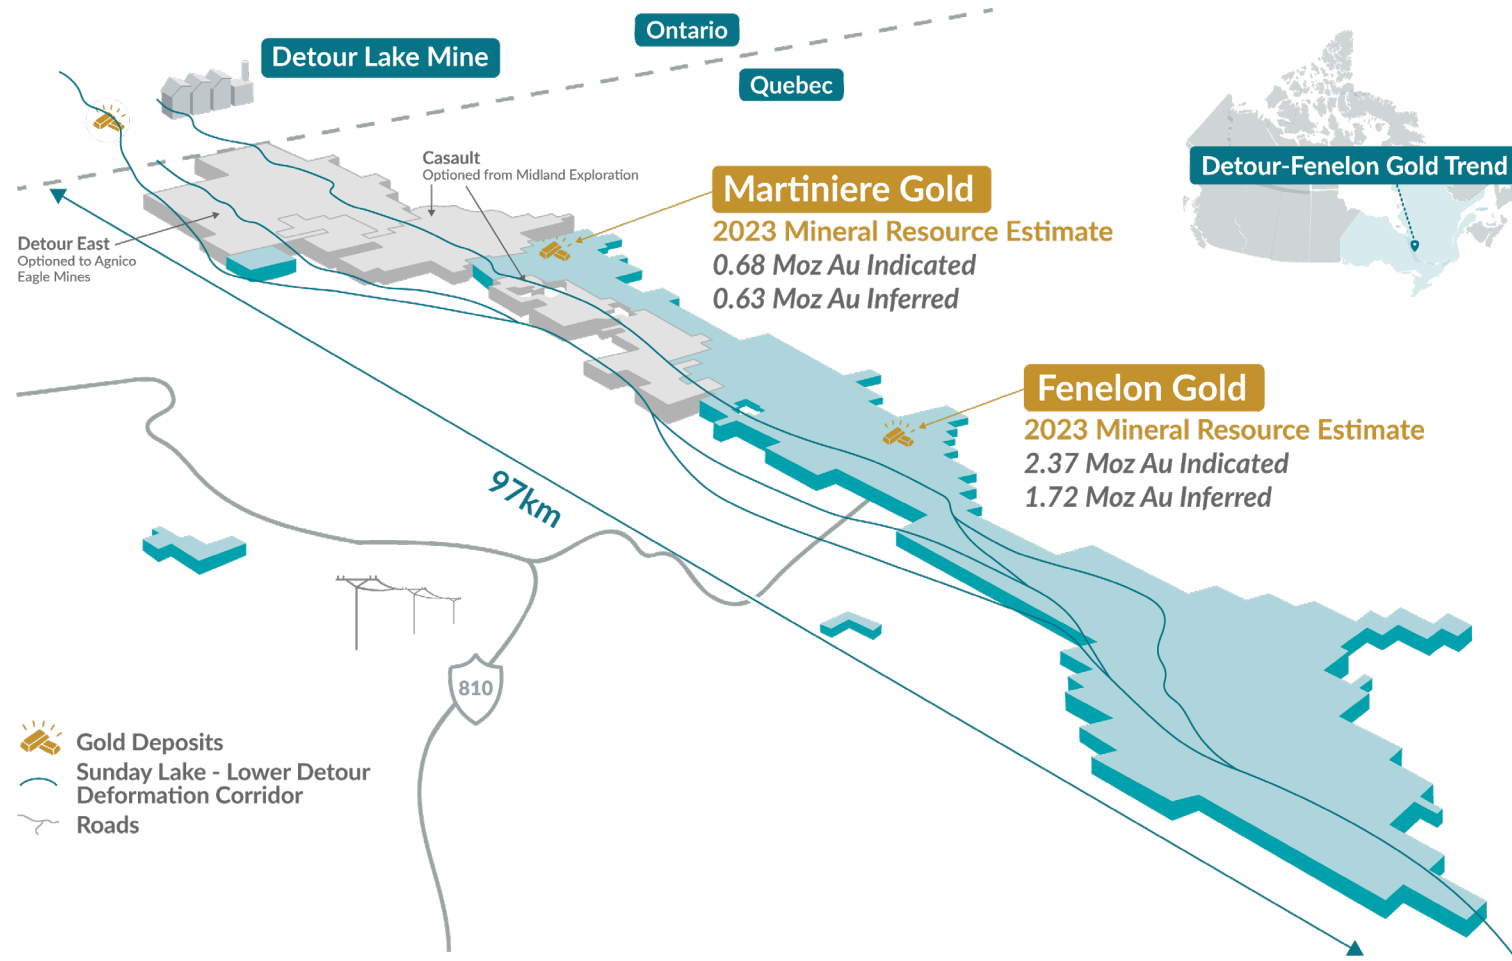 Ontario
Detour Lake Mine
Quebec
Detour-Fenelon Gold Trend
Casault
Optioned from Midland Exploration
Martiniere Gold
2023 Mineral Resource Estimate
0.68 Moz Au Indicated
0.63 Moz Au Inferred
Detour East
Optioned to Agnico
Eagle Mines
Fenelon Gold
2023 Mineral Resource Estimate
2.37 Moz Au Indicated
1.72 Moz Au Inferred
97km
810
Gold Deposits
Sunday Lake - Lower Detour
Deformation Corridor
Roads